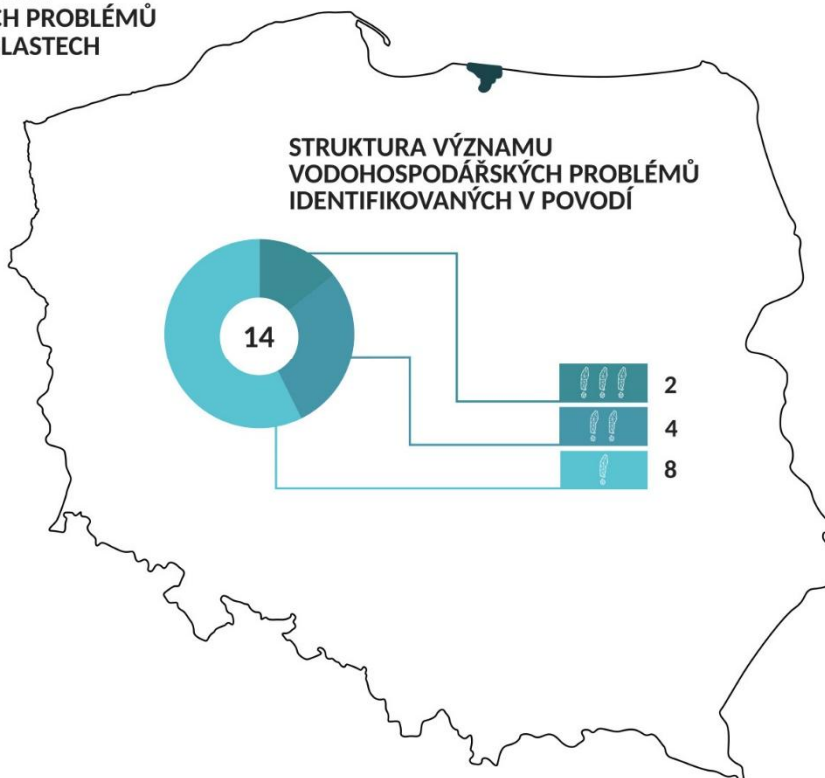 CH PROBLÉMŮ
LASTECH
STRUKTURA VÝZNAMU
VODOHOSPODÁŘSKÝCH PROBLÉMŮ
IDENTIFIKOVANÝCH V POVODÍ
14
! ! ! 2
! ! 4
! 8